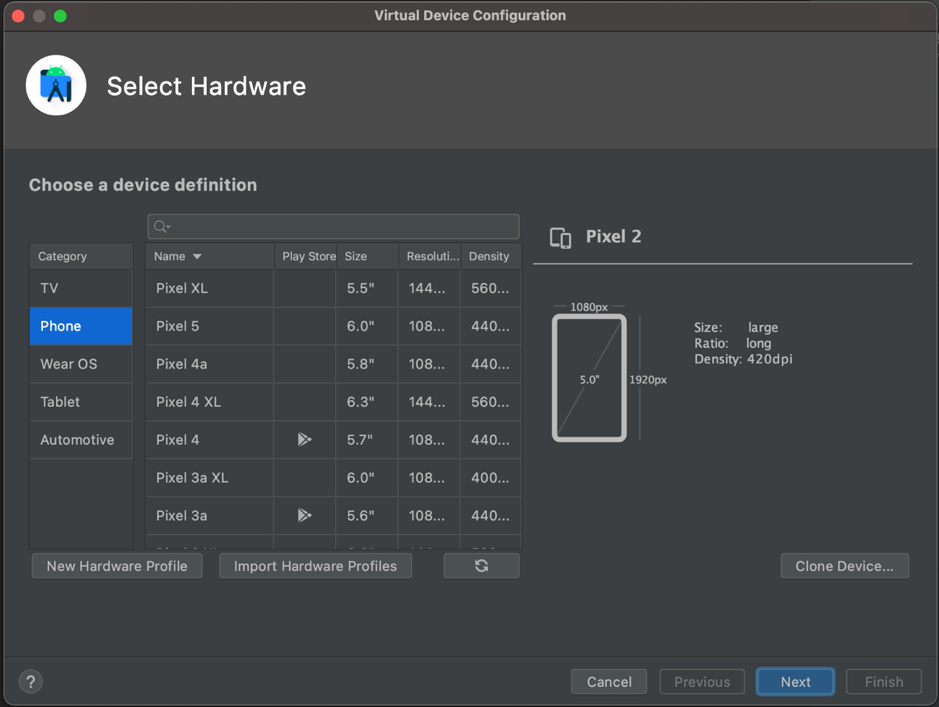 Virtual Device Configuration
Select Hardware
Choose a device definition
Category
TV
Phone
Wear OS
Tablet
Automotive
Name Play Store Size Resoluti... Density
Pixel XL 5.5" 144... 560...
Pixel 5 6.0" 108... 440...
Pixel 4a 5.8" 108... 440...
Pixel 4 XL 6.3" 144... 560...
Pixel 4 5.7" 108... 440...
Pixel 3a XL 6.0" 108... 400...
Pixel 3a 5.6" 108... 440...
Pixel 2
1080px
5.0"
1920px
Size: large
Ratio: long
Density: 420dpi
New Hardware Profile
Import Hardware Profiles
Clone Device...
?
Cancel
Previous
Next
Finish